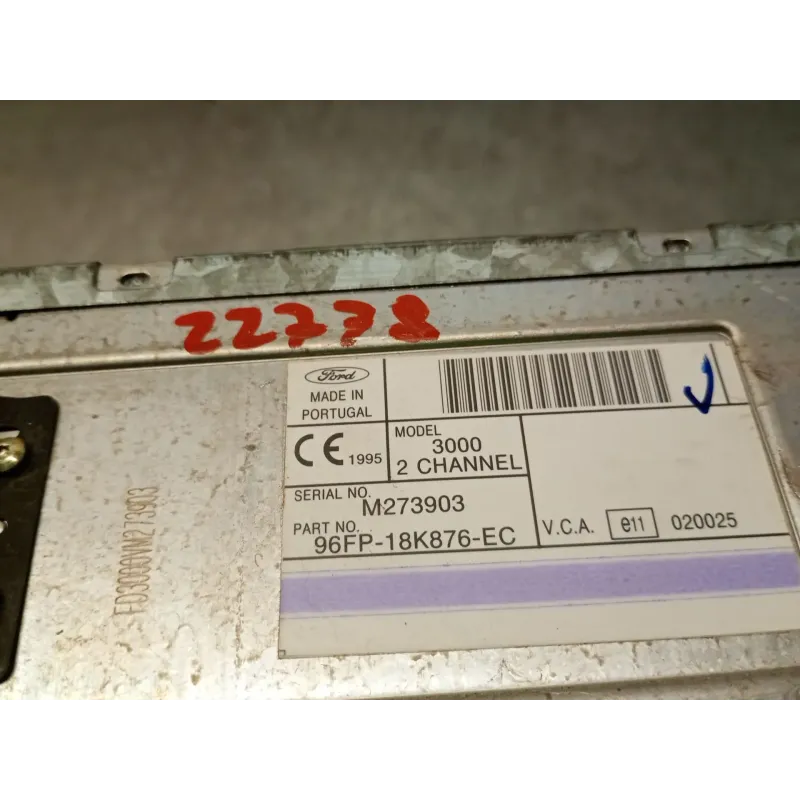 22778
Ford
MADE IN
PORTUGAL
CE 1995
MODEL
3000
2 CHANNEL
SERIAL NO.
M273903
PART NO.
96FP-18K876-EC
V.C.A. e11 020025
FD3000VM273903